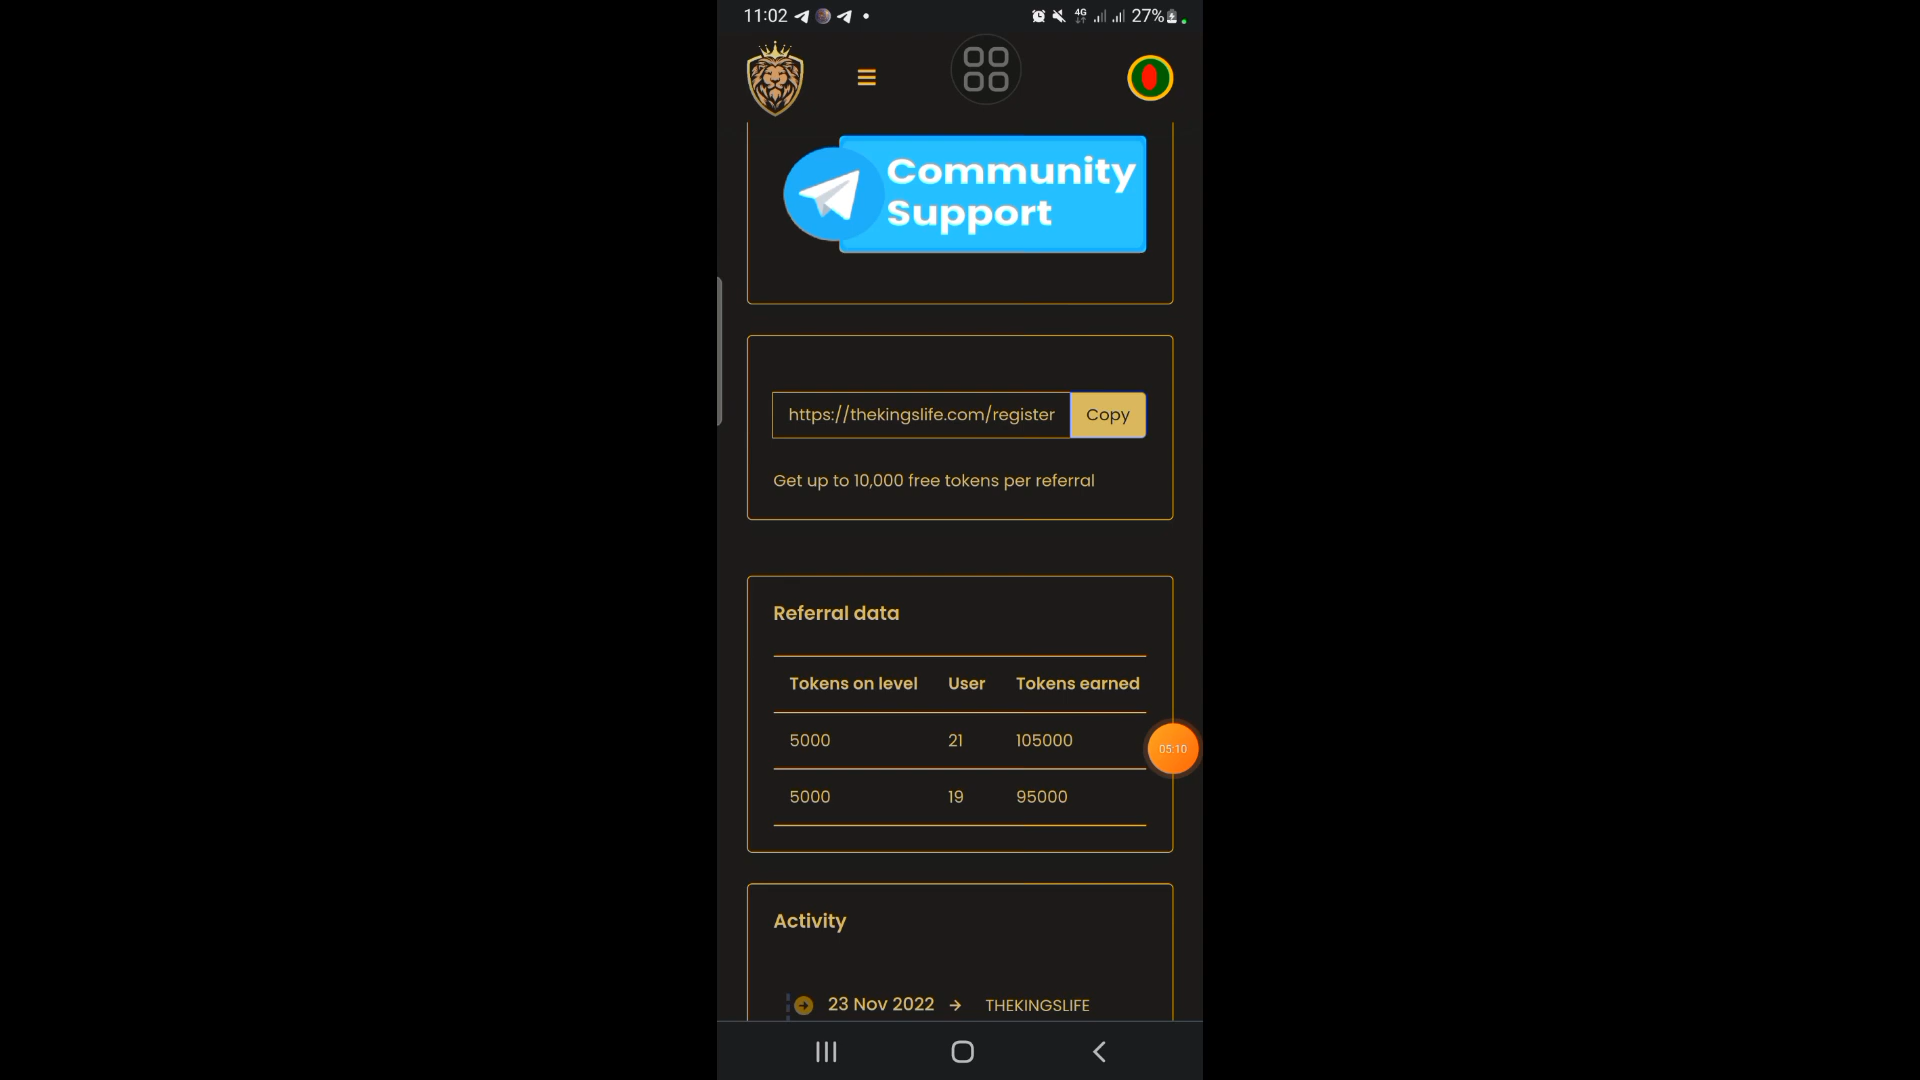 11:02 4G 27%
Community
Support
https://thekingslife.com/register Copy
Get up to 10,000 free tokens per referral
Referral data
Tokens on level User Tokens earned
5000 21 105000
05:10
5000 19 95000
Activity
23 Nov 2022 → THEKINGSLIFE